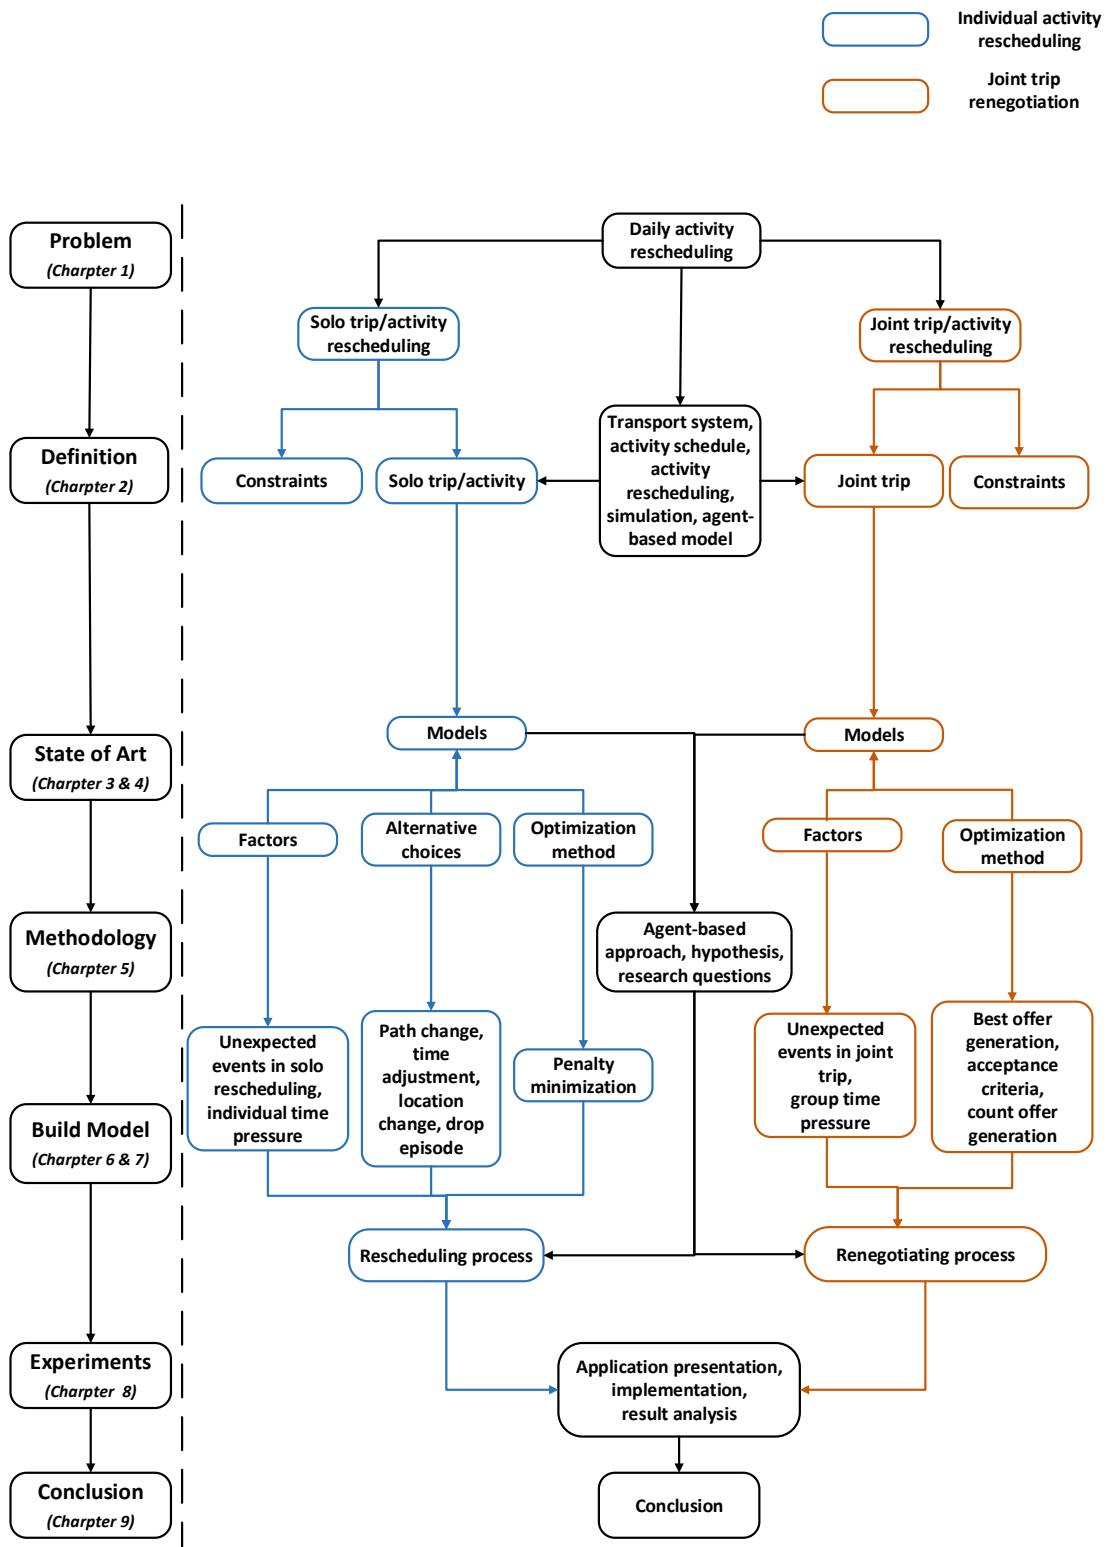 Individual activity
rescheduling
Joint trip
renegotiation
Problem
(Charpter 1)
Daily activity
rescheduling
Solo trip/activity
rescheduling
Joint trip/activity
rescheduling
Definition
(Charpter 2)
Constraints
Solo trip/activity
Transport system,
activity schedule,
activity
rescheduling,
simulation, agent-
based model
Joint trip
Constraints
State of Art
(Charpter 3 & 4)
Models
Models
Factors
Alternative
choices
Optimization
method
Factors
Optimization
method
Methodology
(Charpter 5)
Agent-based
approach, hypothesis,
research questions
Build Model
(Charpter 6 & 7)
Unexpected
events in solo
rescheduling,
individual time
pressure
Path change,
time
adjustment,
location
change, drop
episode
Penalty
minimization
Unexpected
events in joint
trip,
group time
pressure
Best offer
generation,
acceptance
criteria,
count offer
generation
Rescheduling process
Renegotiating process
Experiments
(Charpter  8)
Application presentation,
implementation,
result analysis
Conclusion
(Charpter 9)
Conclusion